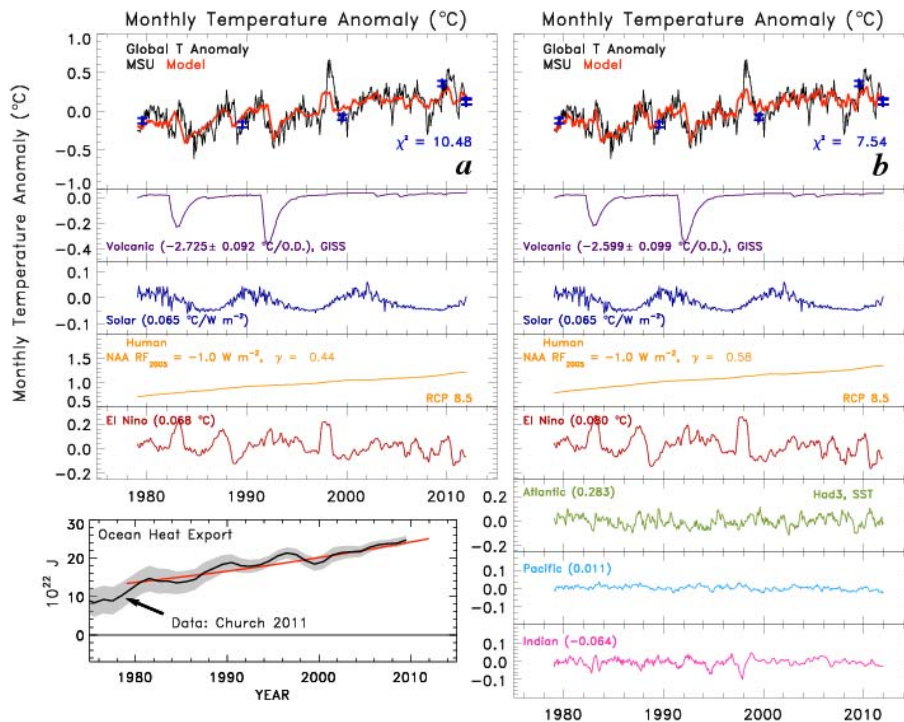 Monthly Temperature Anomaly (°C)
Monthly Temperature Anomaly (°C)
Monthly Temperature Anomaly (°C)
1.0
0.5
0.0
−0.5
−1.0
Global T Anomaly
MSU Model
χ² = 10.48
a
0.0
−0.2
−0.4
Volcanic (−2.725± 0.092 °C/O.D.), GISS
0.1
0.0
−0.1
Solar (0.065 °C/W m⁻²)
Human
NAA RF₂₀₀₅ = −1.0 W m⁻², γ = 0.44
1.5
1.0
0.5
RCP 8.5
El Nino (0.068 °C)
0.2
0.0
−0.2
1980 1990 2000 2010
30
20
10
0
10²² J
Ocean Heat Export
Data: Church 2011
1980 1990 2000 2010
YEAR
Global T Anomaly
MSU Model
χ² = 7.54
b
Volcanic (−2.599± 0.099 °C/O.D.), GISS
Solar (0.065 °C/W m⁻²)
Human
NAA RF₂₀₀₅ = −1.0 W m⁻², γ = 0.58
RCP 8.5
El Nino (0.080 °C)
Atlantic (0.283)
Had3, SST
0.2
0.0
−0.2
Pacific (0.011)
0.1
0.0
−0.1
Indian (−0.064)
0.1
0.0
−0.1
1980 1990 2000 2010